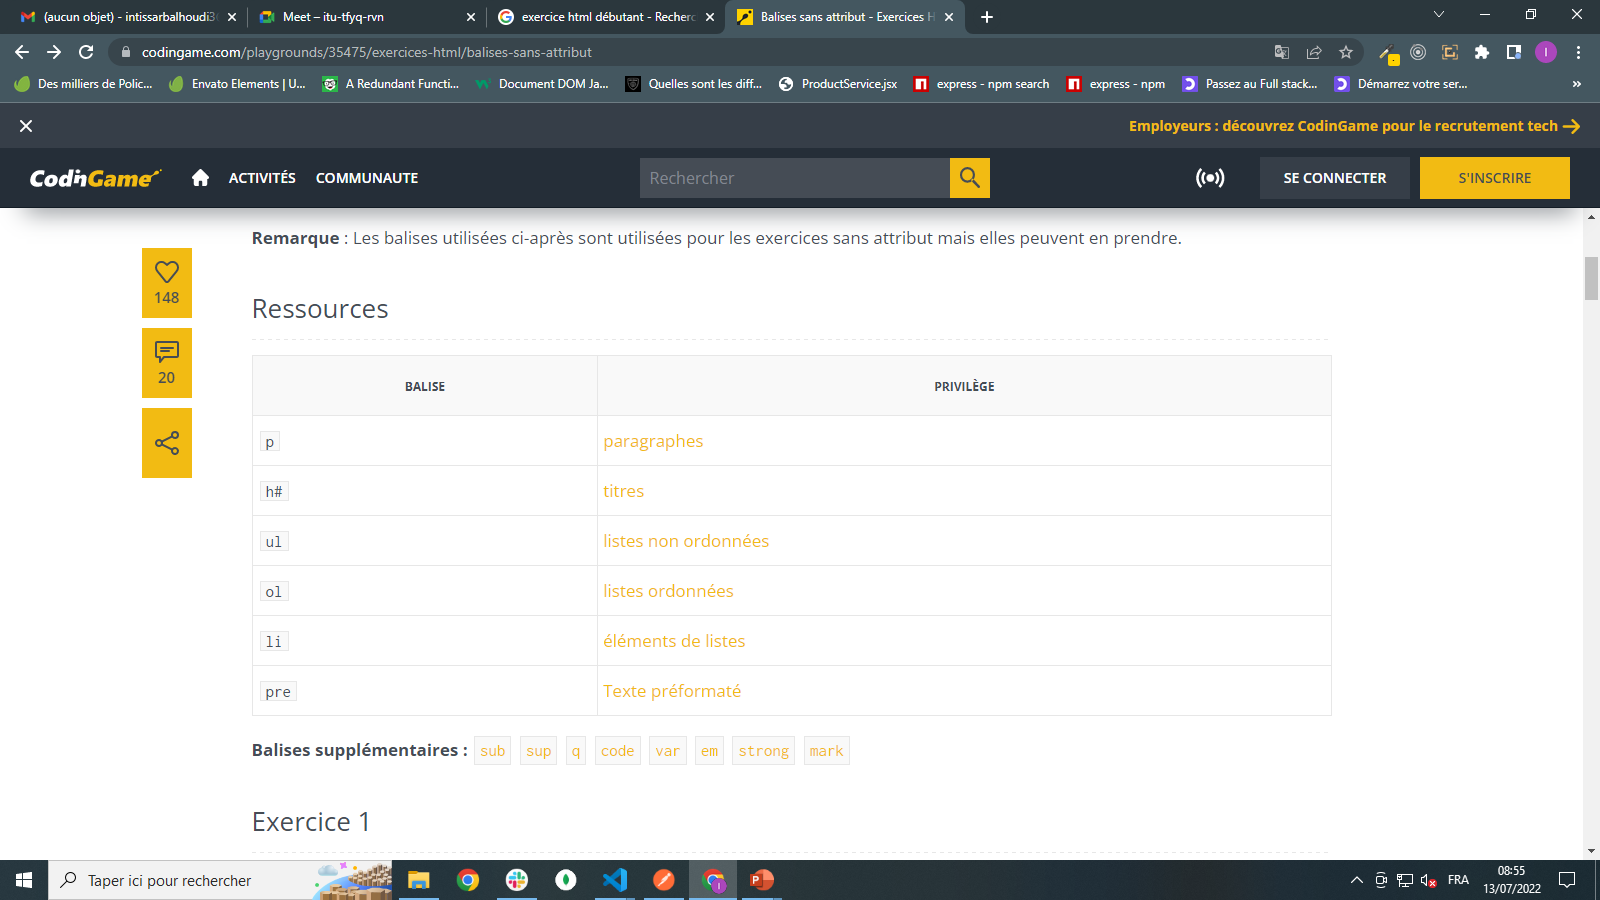 (aucun objet) - intissarbalhoudi3
Meet – itu-tfyq-rvn
exercice html débutant - Recherc
Balises sans attribut - Exercices H
codingame.com/playgrounds/35475/exercices-html/balises-sans-attribut
I
Des milliers de Polic...
Envato Elements | U...
A Redundant Functi...
Document DOM Ja...
Quelles sont les diff...
ProductService.jsx
express - npm search
express - npm
Passez au Full stack...
Démarrez votre ser...
»
Employeurs : découvrez CodinGame pour le recrutement tech
CodinGame
ACTIVITÉS
COMMUNAUTE
Rechercher
SE CONNECTER
S'INSCRIRE
Remarque : Les balises utilisées ci-après sont utilisées pour les exercices sans attribut mais elles peuvent en prendre.
148
20
Ressources
BALISE PRIVILÈGE
p paragraphes
h# titres
ul listes non ordonnées
ol listes ordonnées
li éléments de listes
pre Texte préformaté
Balises supplémentaires : sub sup q code var em strong mark
Exercice 1
Taper ici pour rechercher
FRA
08:55
13/07/2022